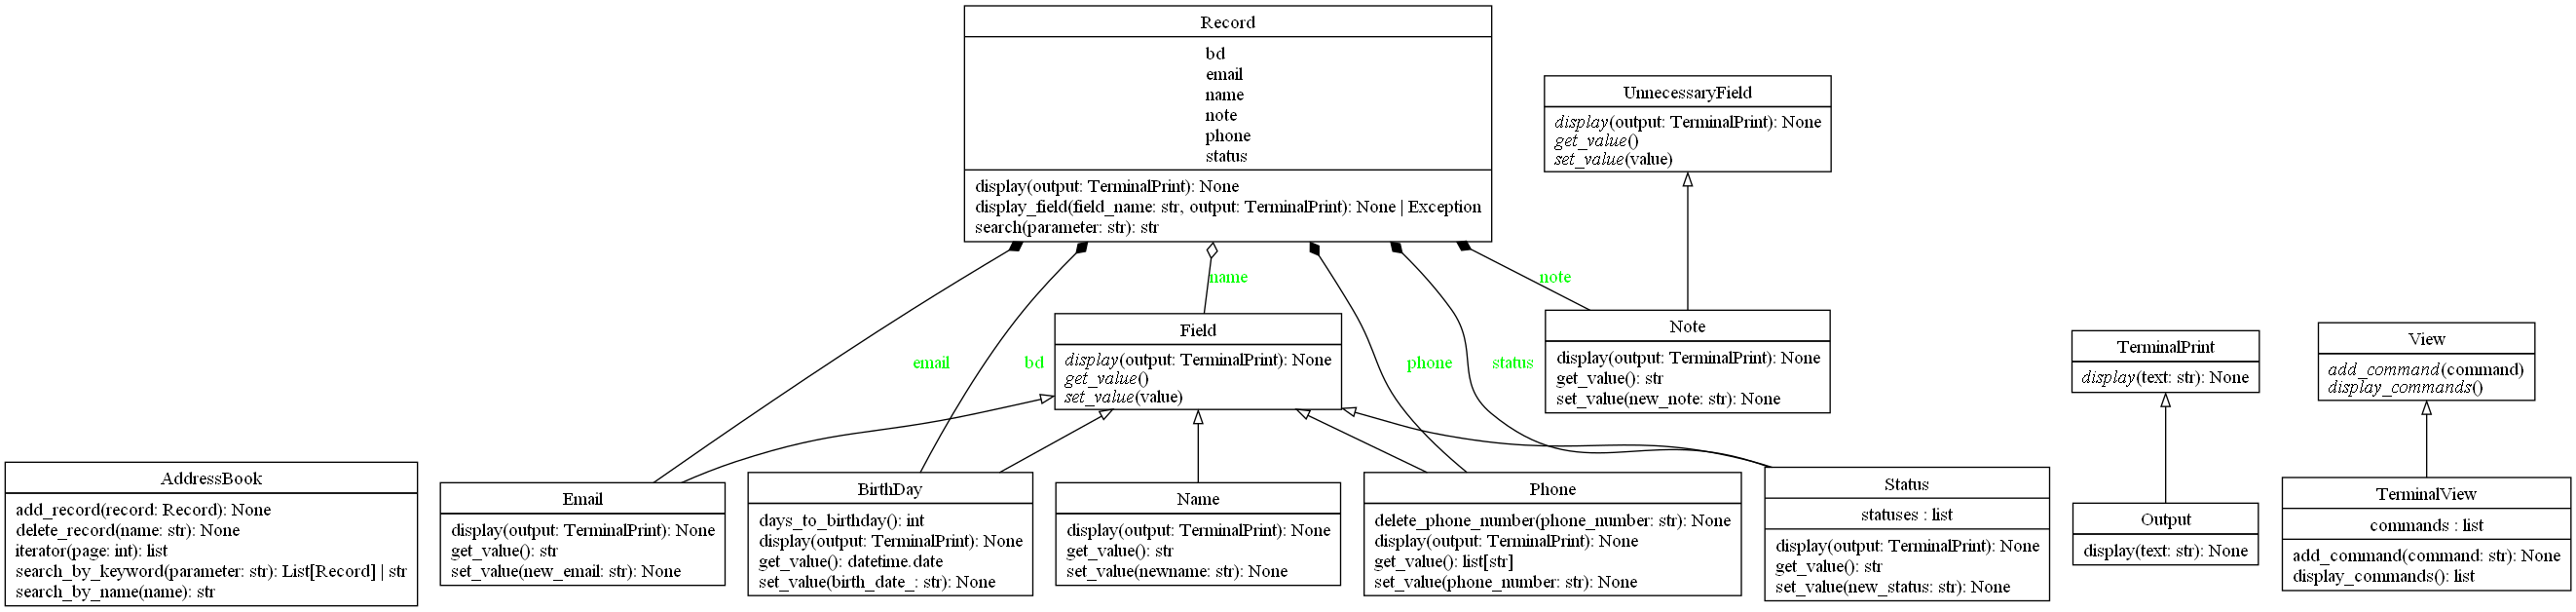 Record
bd
email
name
note
phone
status
display(output: TerminalPrint): None
display_field(field_name: str, output: TerminalPrint): None | Exception
search(parameter: str): str
UnnecessaryField
display(output: TerminalPrint): None
get_value()
set_value(value)
name
note
email
bd
phone
status
Field
display(output: TerminalPrint): None
get_value()
set_value(value)
Note
display(output: TerminalPrint): None
get_value(): str
set_value(new_note: str): None
TerminalPrint
display(text: str): None
View
add_command(command)
display_commands()
AddressBook
add_record(record: Record): None
delete_record(name: str): None
iterator(page: int): list
search_by_keyword(parameter: str): List[Record] | str
search_by_name(name): str
Email
display(output: TerminalPrint): None
get_value(): str
set_value(new_email: str): None
BirthDay
days_to_birthday(): int
display(output: TerminalPrint): None
get_value(): datetime.date
set_value(birth_date_: str): None
Name
display(output: TerminalPrint): None
get_value(): str
set_value(newname: str): None
Phone
delete_phone_number(phone_number: str): None
display(output: TerminalPrint): None
get_value(): list[str]
set_value(phone_number: str): None
Status
statuses : list
display(output: TerminalPrint): None
get_value(): str
set_value(new_status: str): None
Output
display(text: str): None
TerminalView
commands : list
add_command(command: str): None
display_commands(): list